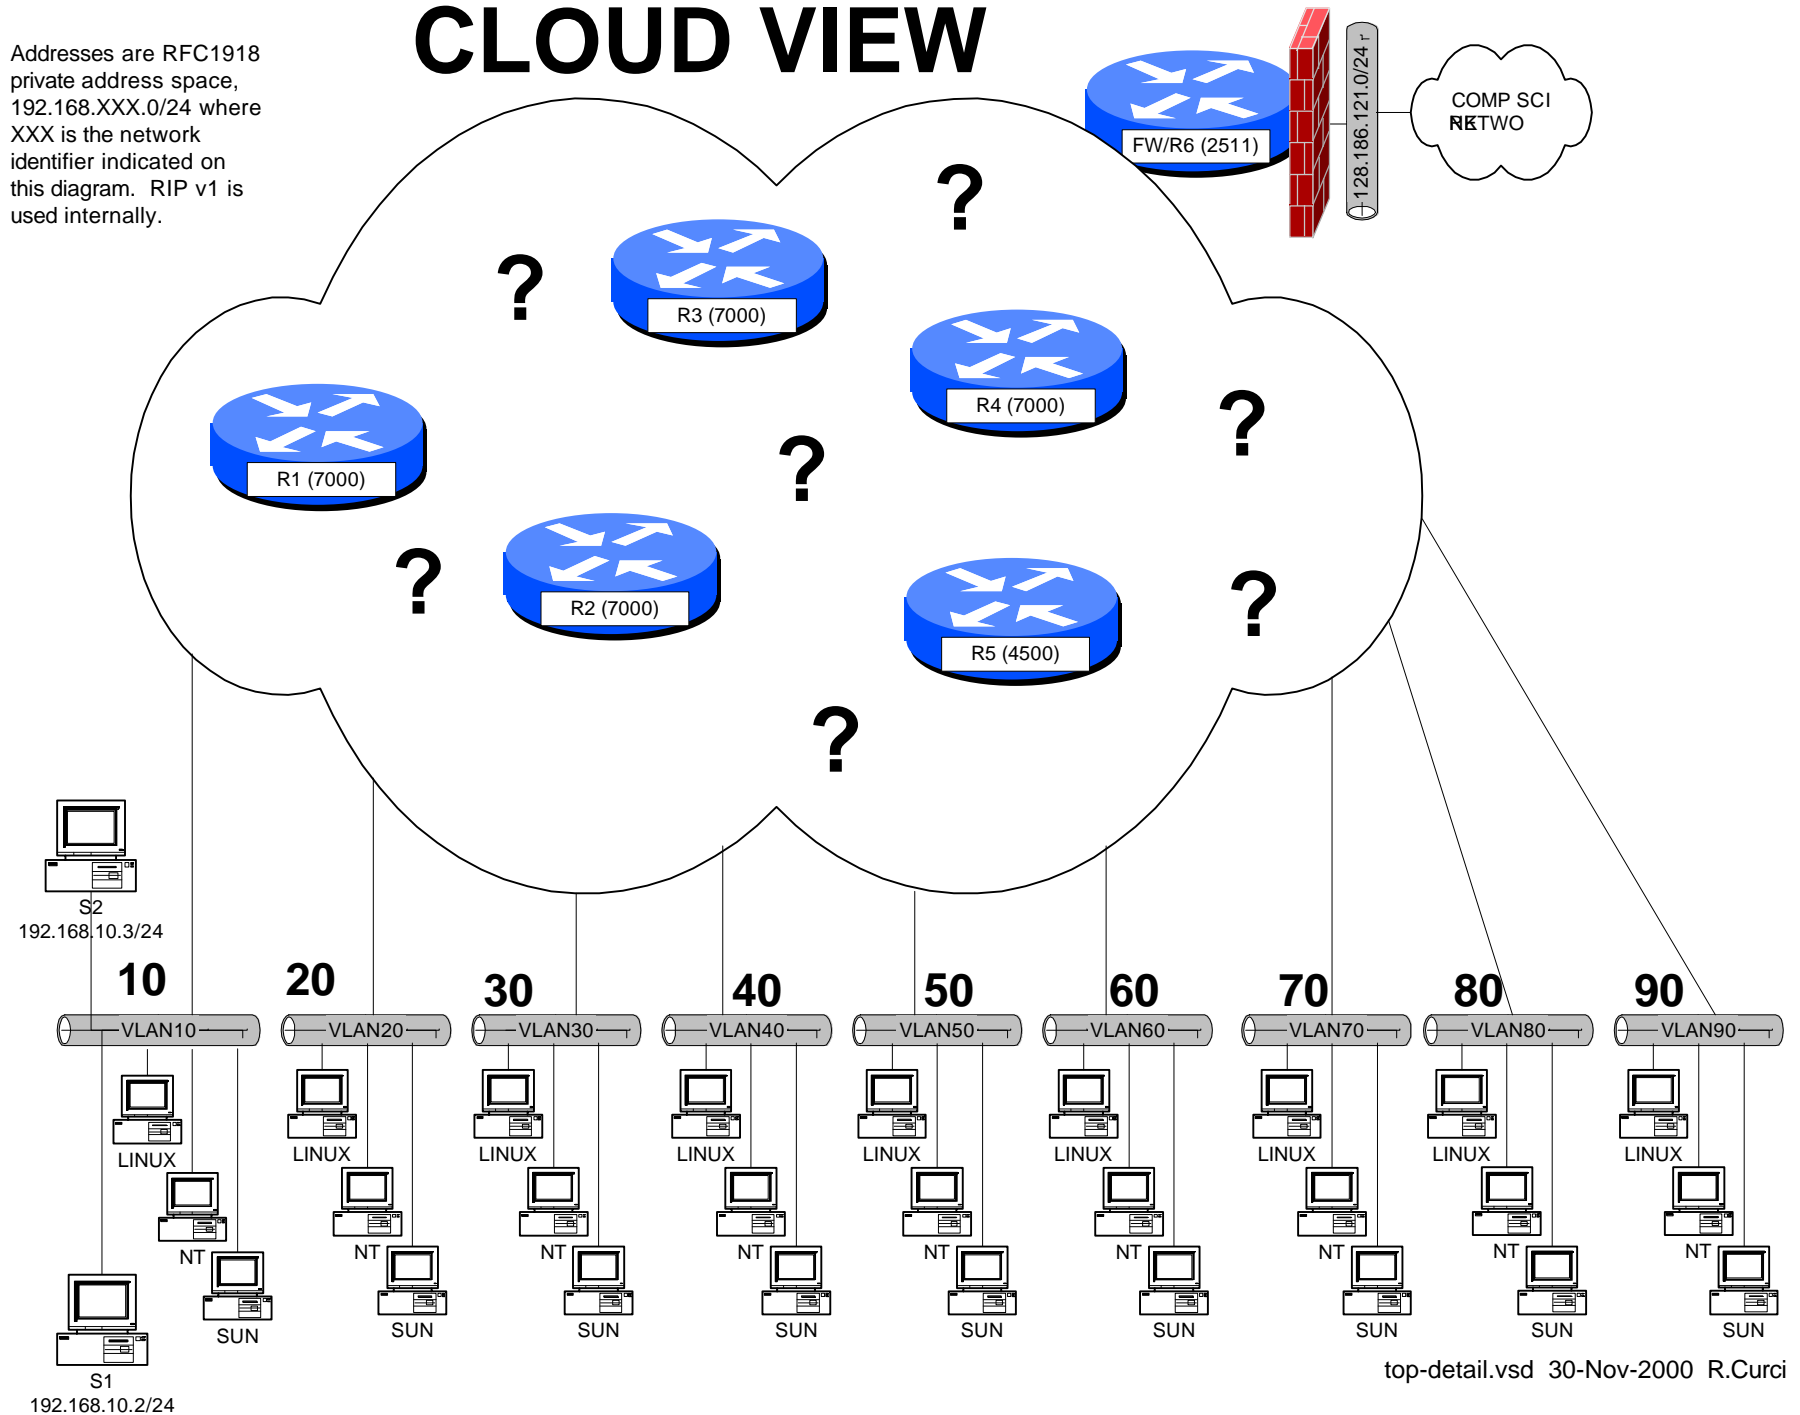 CLOUD VIEW
Addresses are RFC1918
private address space,
192.168.XXX.0/24 where
XXX is the network
identifier indicated on
this diagram. RIP v1 is
used internally.
FW/R6 (2511)
128.186.121.0/24
COMP SCI
NETWO
RK
?
?
R3 (7000)
R4 (7000)
?
R1 (7000)
?
?
R2 (7000)
?
R5 (4500)
?
S2
192.168.10.3/24
10
20
30
40
50
60
70
80
90
VLAN10
VLAN20
VLAN30
VLAN40
VLAN50
VLAN60
VLAN70
VLAN80
VLAN90
LINUX
LINUX
LINUX
LINUX
LINUX
LINUX
LINUX
LINUX
LINUX
NT
NT
NT
NT
NT
NT
NT
NT
NT
SUN
SUN
SUN
SUN
SUN
SUN
SUN
SUN
SUN
S1
192.168.10.2/24
top-detail.vsd 30-Nov-2000 R.Curci